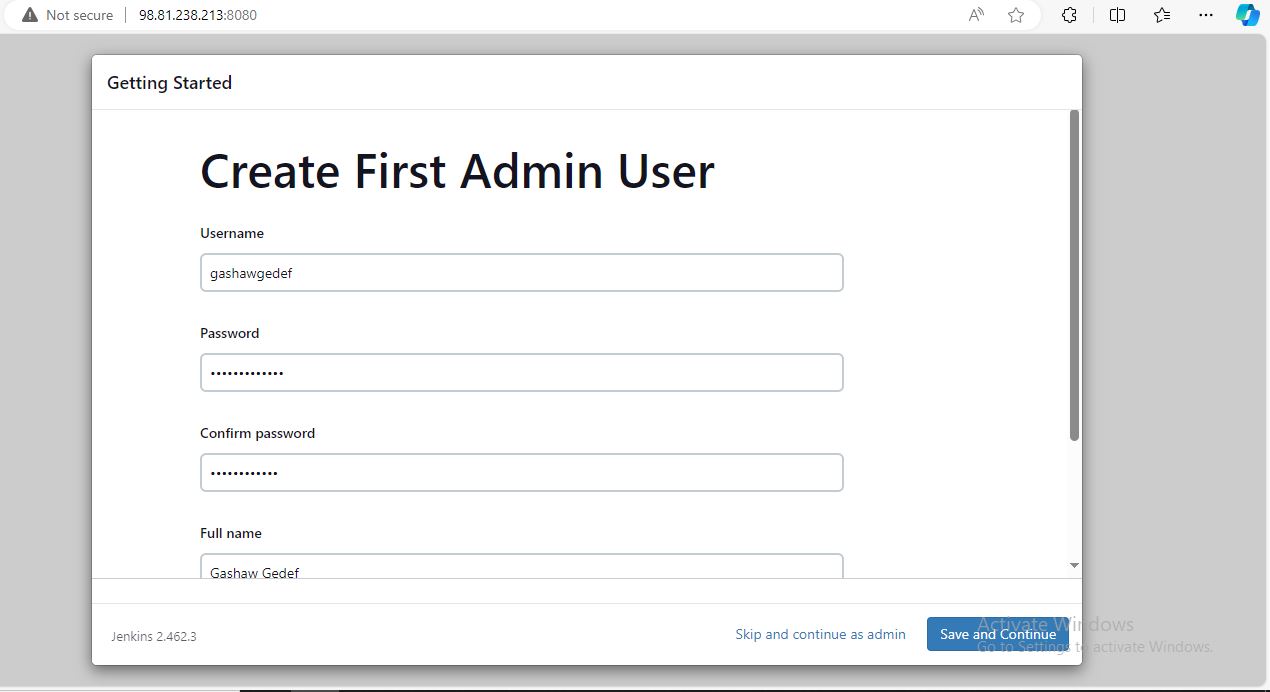 Not secure 98.81.238.213:8080
Getting Started
Create First Admin User
Username
gashawgedef
Password
•••••••••••••
Confirm password
••••••••••••
Full name
Gashaw Gedef
Jenkins 2.462.3
Skip and continue as admin
Save and Continue
Activate Windows
Go to Settings to activate Windows.